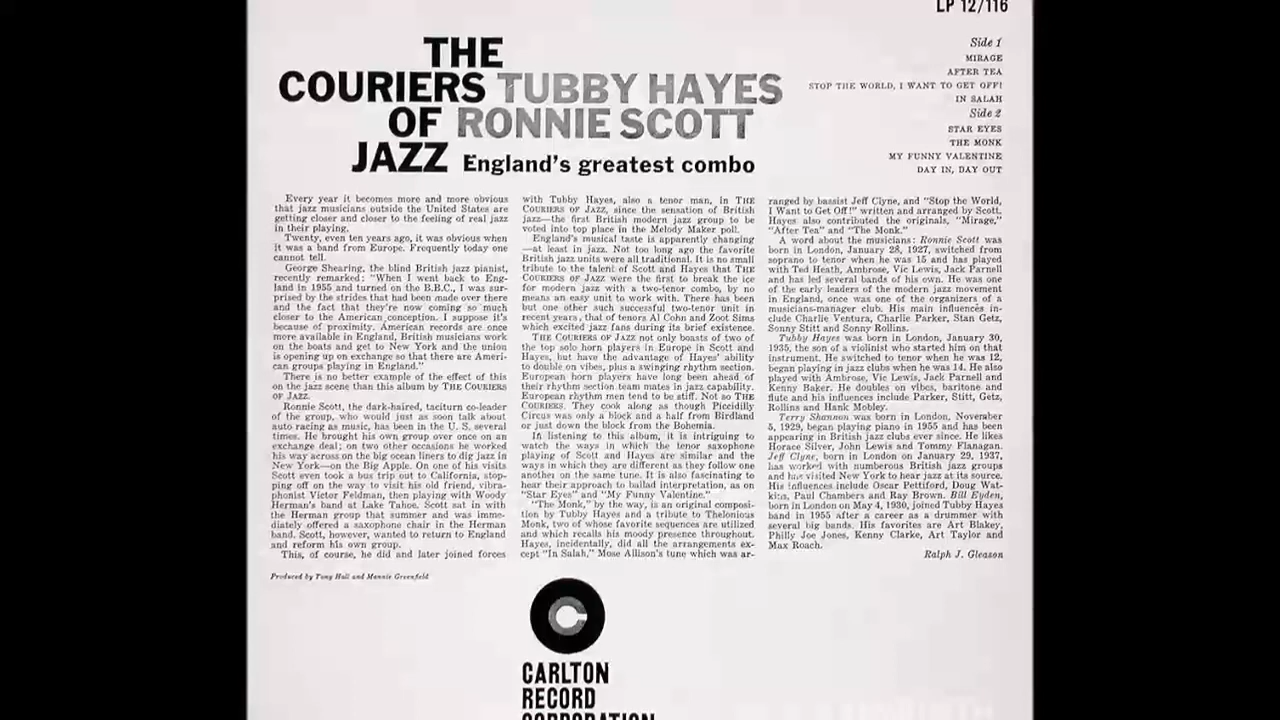 LP 12/116
THE
COURIERS TUBBY HAYES
OF RONNIE SCOTT
JAZZ England's greatest combo
Side 1
MIRAGE
AFTER TEA
STOP THE WORLD, I WANT TO GET OFF!
IN SALAH
Side 2
STAR EYES
THE MONK
MY FUNNY VALENTINE
DAY IN, DAY OUT
Every year it becomes more and more obvious
that jazz musicians outside the United States are
getting closer and closer to the feeling of real jazz
in their playing.
Twenty, even ten years ago, it was obvious when
it was a band from Europe. Frequently today one
cannot tell.
George Shearing, the blind British jazz pianist,
recently remarked: "When I went back to Eng-
land in 1955 and turned on the B.B.C., I was sur-
prised by the strides that had been made over there
and the fact that they're now coming so much
closer to the American conception. I suppose it's
because of proximity. American records are once
more available in England, British musicians work
on the boats and get to New York and the union
is opening up on exchange so that there are Ameri-
can groups playing in England."
There is no better example of the effect of this
on the jazz scene than this album by THE COURIERS
OF JAZZ.
Ronnie Scott, the dark-haired, taciturn co-leader
of the group, who would just as soon talk about
auto racing as music, has been in the U. S. several
times. He brought his own group over once on an
exchange deal; on two other occasions he worked
his way across on the big ocean liners to dig jazz in
New York—on the Big Apple. On one of his visits
Scott even took a bus trip out to California, stop-
ping off on the way to visit his old friend, vibra-
phonist Victor Feldman, then playing with Woody
Herman's band at Lake Tahoe. Scott sat in with
the Herman group that summer and was imme-
diately offered a saxophone chair in the Herman
band. Scott, however, wanted to return to England
and reform his own group.
This, of course, he did and later joined forces
with Tubby Hayes, also a tenor man, in THE
COURIERS OF JAZZ, since the sensation of British
jazz—the first British modern jazz group to be
voted into top place in the Melody Maker poll.
England's musical taste is apparently changing
—at least in jazz. Not too long ago the favorite
British jazz units were all traditional. It is no small
tribute to the talent of Scott and Hayes that THE
COURIERS OF JAZZ were the first to break the ice
for modern jazz with a two-tenor combo, by no
means an easy unit to work with. There has been
but one other such successful two-tenor unit in
recent years, that of tenors Al Cohn and Zoot Sims
which excited jazz fans during its brief existence.
THE COURIERS OF JAZZ not only boasts of two of
the top solo horn players in Europe in Scott and
Hayes, but have the advantage of Hayes' ability
to double on vibes, plus a swinging rhythm section.
European horn players have long been ahead of
their rhythm section team mates in jazz capability.
European rhythm men tend to be stiff. Not so THE
COURIERS. They cook along as though Piccidilly
Circus was only a block and a half from Birdland
or just down the block from the Bohemia.
In listening to this album, it is intriguing to
watch the ways in which the tenor saxophone
playing of Scott and Hayes are similar and the
ways in which they are different as they follow one
another on the same tune. It is also fascinating to
hear their approach to ballad interpretation, as on
"Star Eyes" and "My Funny Valentine."
"The Monk," by the way, is an original composi-
tion by Tubby Hayes and a tribute to Thelonious
Monk, two of whose favorite sequences are utilized
and which recalls his moody presence throughout.
Hayes, incidentally, did all the arrangements ex-
cept "In Salah," Mose Allison's tune which was ar-
ranged by bassist Jeff Clyne, and "Stop the World,
I Want to Get Off!" written and arranged by Scott.
Hayes also contributed the originals, "Mirage,"
"After Tea" and "The Monk."
A word about the musicians: Ronnie Scott was
born in London, January 28, 1927, switched from
soprano to tenor when he was 15 and has played
with Ted Heath, Ambrose, Vic Lewis, Jack Parnell
and has led several bands of his own. He was one
of the early leaders of the modern jazz movement
in England, once was one of the organizers of a
musicians-manager club. His main influences in-
clude Charlie Ventura, Charlie Parker, Stan Getz,
Sonny Stitt and Sonny Rollins.
Tubby Hayes was born in London, January 30,
1935, the son of a violinist who started him on that
instrument. He switched to tenor when he was 12,
began playing in jazz clubs when he was 14. He also
played with Ambrose, Vic Lewis, Jack Parnell and
Kenny Baker. He doubles on vibes, baritone and
flute and his influences include Parker, Stitt, Getz,
Rollins and Hank Mobley.
Terry Shannon was born in London, November
5, 1929, began playing piano in 1955 and has been
appearing in British jazz clubs ever since. He likes
Horace Silver, John Lewis and Tommy Flanagan.
Jeff Clyne, born in London on January 29, 1937,
has worked with numerous British jazz groups
and has visited New York to hear jazz at its source.
His influences include Oscar Pettiford, Doug Wat-
kins, Paul Chambers and Ray Brown. Bill Eyden,
born in London on May 4, 1930, joined Tubby Hayes
band in 1955 after a career as a drummer with
several big bands. His favorites are Art Blakey,
Philly Joe Jones, Kenny Clarke, Art Taylor and
Max Roach.
Ralph J. Gleason
Produced by Tony Hall and Monnie Greenfield
CARLTON
RECORD
CORPORATION